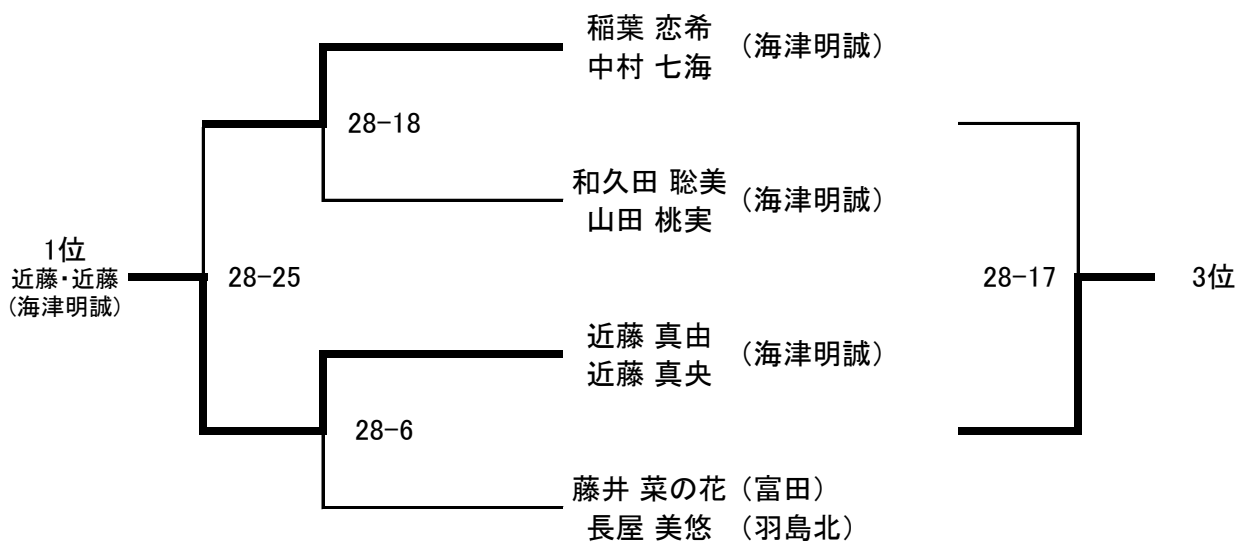 稲葉 恋希
中村 七海
（海津明誠）
28-18
和久田 聡美
山田 桃実
（海津明誠）
1位
近藤・近藤
（海津明誠）
28-25
28-17
3位
近藤 真由
近藤 真央
（海津明誠）
28-6
藤井 菜の花（富田）
長屋 美悠 （羽島北）